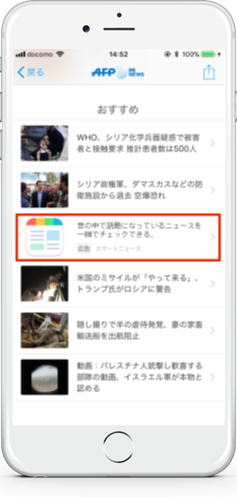 docomo 14:52 100%
戻る AFP BB NEWS
おすすめ
WHO、シリア化学兵器疑惑で被害
者と接触要求 推計患者数は500人
シリア政権軍、ダマスカスなどの防
衛施設から退去 空爆恐れ
世の中で話題になっているニュースを
一瞬でチェックできる。
広告 スマートニュース
米国のミサイルが「やって来る」、
トランプ氏がロシアに警告
隠し撮りで羊の虐待発覚、豪の家畜
輸送船を出航阻止
動画：パレスチナ人銃撃し歓喜する
部隊の動画、イスラエル軍が本物と
認める